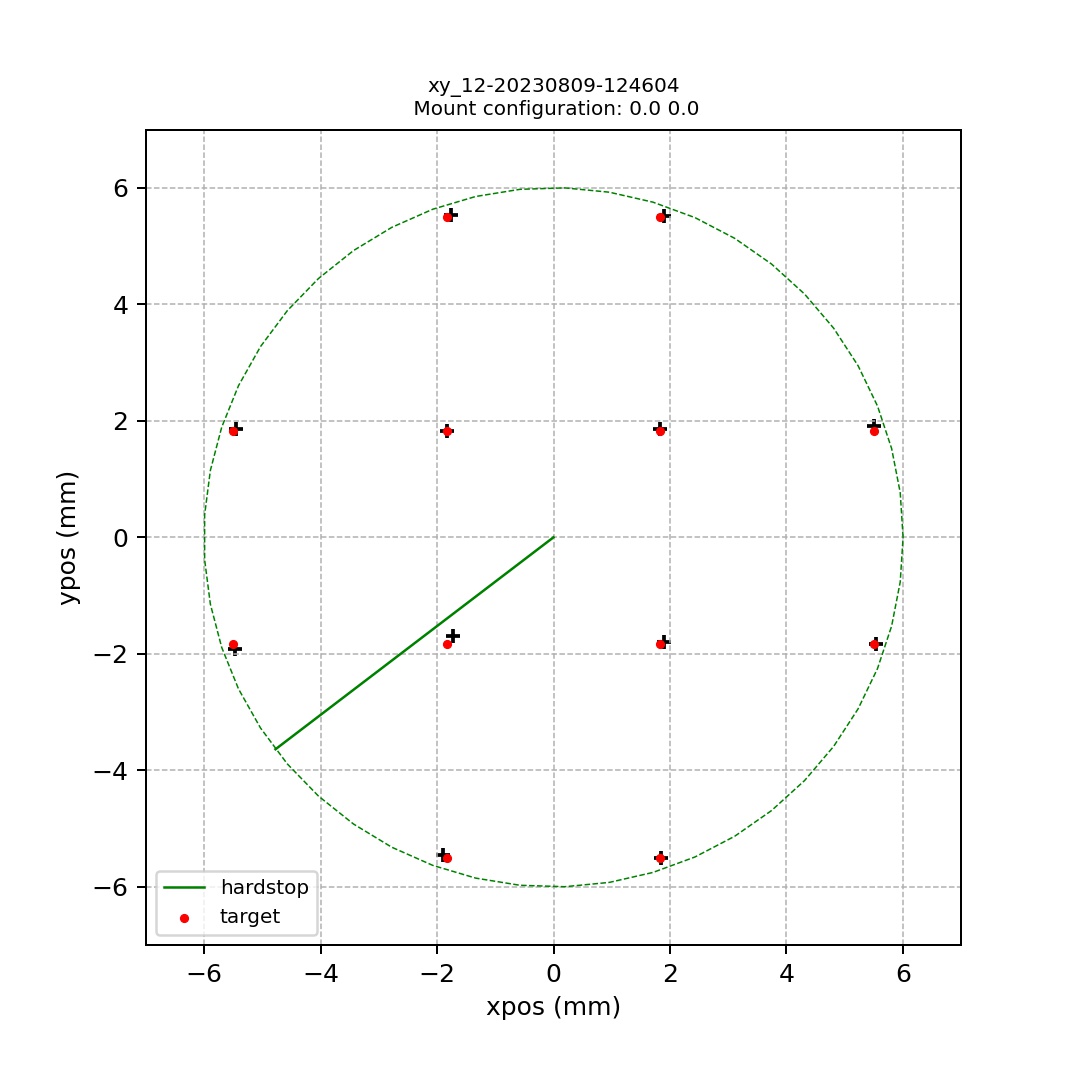 xy_12-20230809-124604
Mount configuration: 0.0 0.0
6
4
2
0
−2
−4
−6
ypos (mm)
hardstop
target
−6
−4
−2
0
2
4
6
xpos (mm)